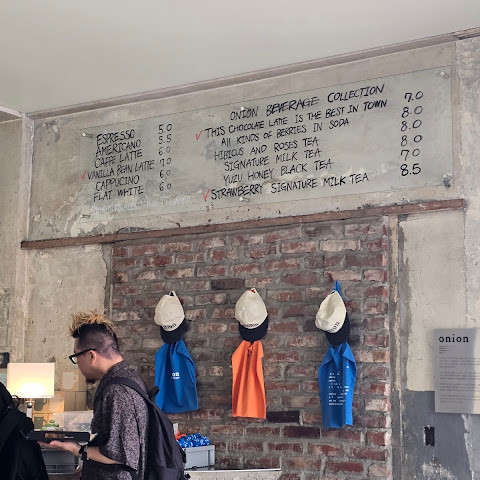 ESPRESSO 5.0
AMERICANO 5.5
CAFFE LATTE 6.0
VANILLA BEAN LATTE 7.0
CAPPUCINO 6.0
FLAT WHITE 6.0
ONION BEVERAGE COLLECTION
THIS CHOCOLATE LATTE IS THE BEST IN TOWN 7.0
ALL KINDS OF BERRIES IN SODA 8.0
HIBICUS AND ROSES TEA 8.0
SIGNATURE MILK TEA 8.0
YUZU HONEY BLACK TEA 7.0
STRAWBERRY SIGNATURE MILK TEA 8.5
onion